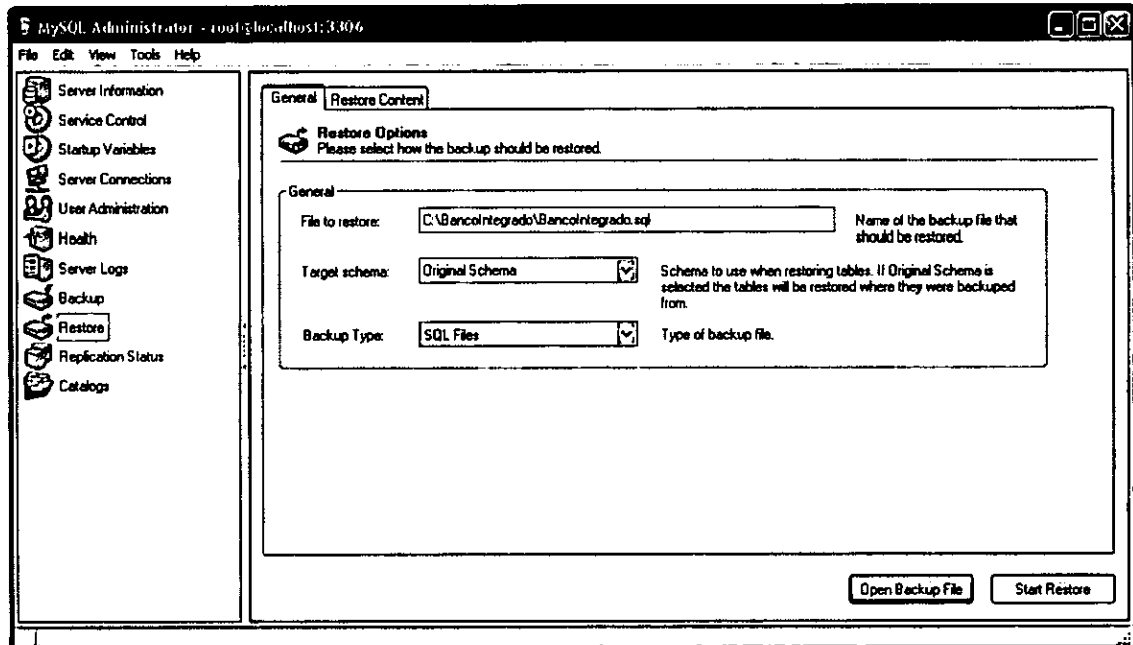 MySQL Administrator - root@localhost:3306
File Edit View Tools Help
Server Information
Service Control
Startup Variables
Server Connections
User Administration
Health
Server Logs
Backup
Restore
Replication Status
Catalogs
General Restore Content
Restore Options
Please select how the backup should be restored.
General
File to restore: C:\BancoIntegrado\BancoIntegrado.sql Name of the backup file that
should be restored.
Target schema: Original Schema Schema to use when restoring tables. If Original Schema is
selected the tables will be restored where they were backuped
from.
Backup Type: SQL Files Type of backup file.
Open Backup File Start Restore